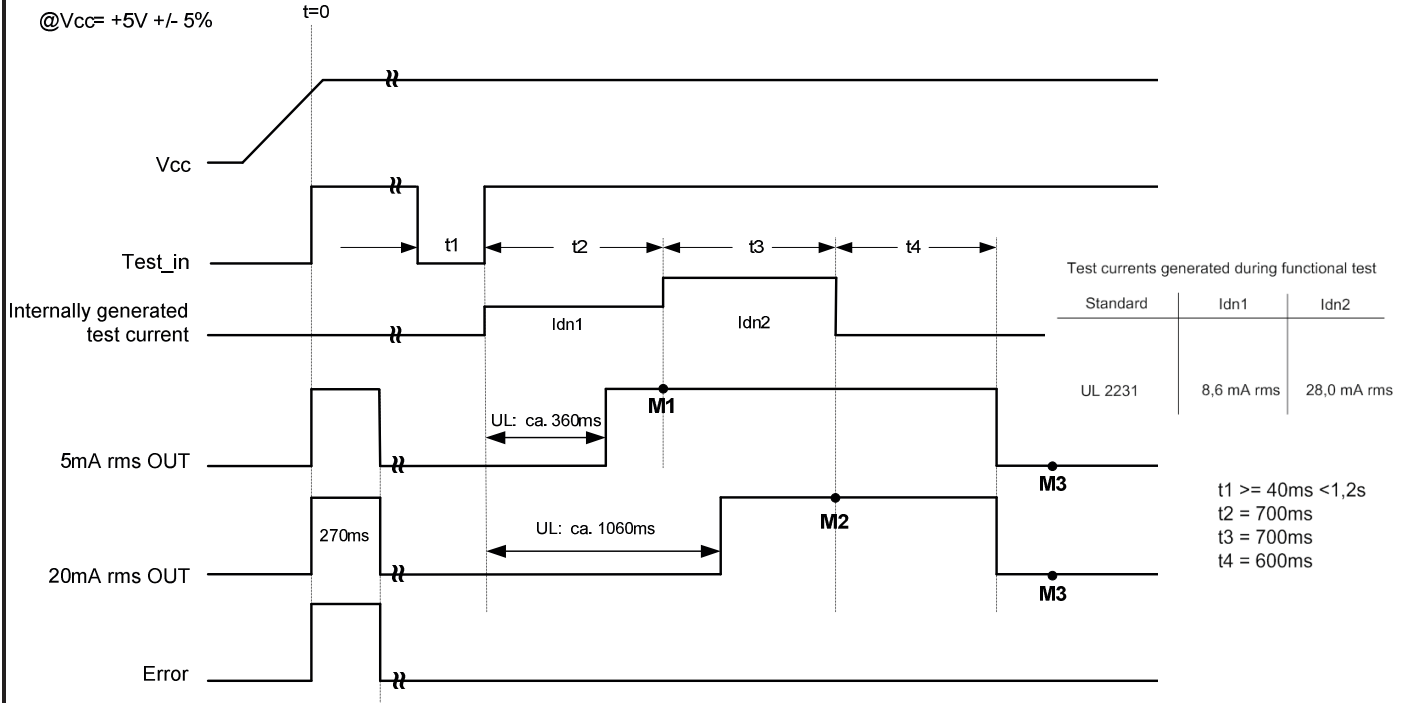 @Vcc= +5V +/- 5%
t=0
Vcc
Test_in
t1
t2
t3
t4
Internally generated
test current
Idn1
Idn2
Test currents generated during functional test
Standard Idn1 Idn2
UL 2231 8,6 mA rms 28,0 mA rms
M1
UL: ca. 360ms
5mA rms OUT
M3
t1 >= 40ms <1,2s
t2 = 700ms
t3 = 700ms
t4 = 600ms
270ms
UL: ca. 1060ms
M2
20mA rms OUT
M3
Error